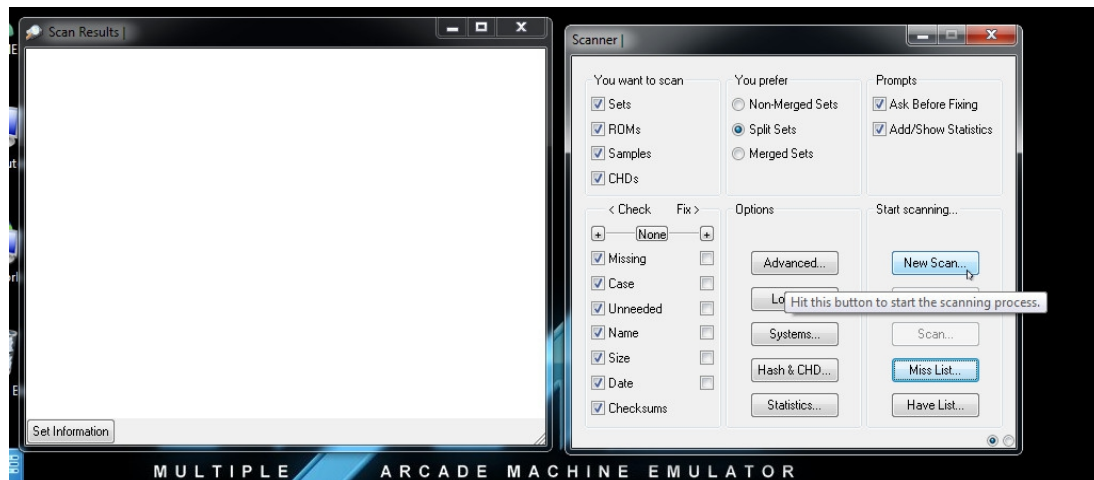 Scan Results |
Set Information
Scanner |
You want to scan
Sets
ROMs
Samples
CHDs
You prefer
Non-Merged Sets
Split Sets
Merged Sets
Prompts
Ask Before Fixing
Add/Show Statistics
< Check Fix >
+ None +
Missing
Case
Unneeded
Name
Size
Date
Checksums
Options
Advanced...
Lo
Systems...
Hash & CHD...
Statistics...
Start scanning...
New Scan...
Hit this button to start the scanning process.
Scan...
Miss List...
Have List...
MULTIPLE ARCADE MACHINE EMULATOR